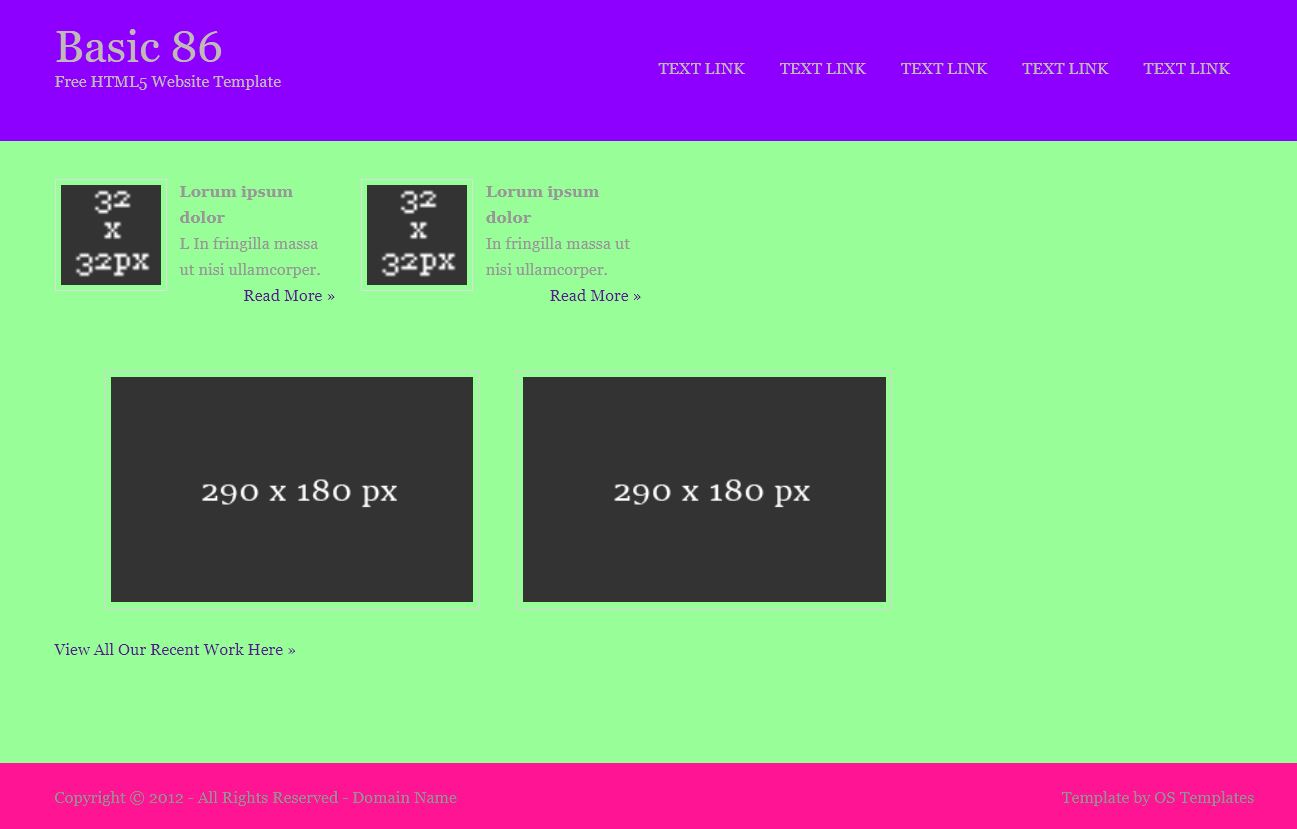 Basic 86
Free HTML5 Website Template
TEXT LINK TEXT LINK TEXT LINK TEXT LINK TEXT LINK
32
x
32px
Lorum ipsum
dolor
L In fringilla massa
ut nisi ullamcorper.
Read More »
32
x
32px
Lorum ipsum
dolor
In fringilla massa ut
nisi ullamcorper.
Read More »
290 x 180 px
290 x 180 px
View All Our Recent Work Here »
Copyright © 2012 - All Rights Reserved - Domain Name
Template by OS Templates